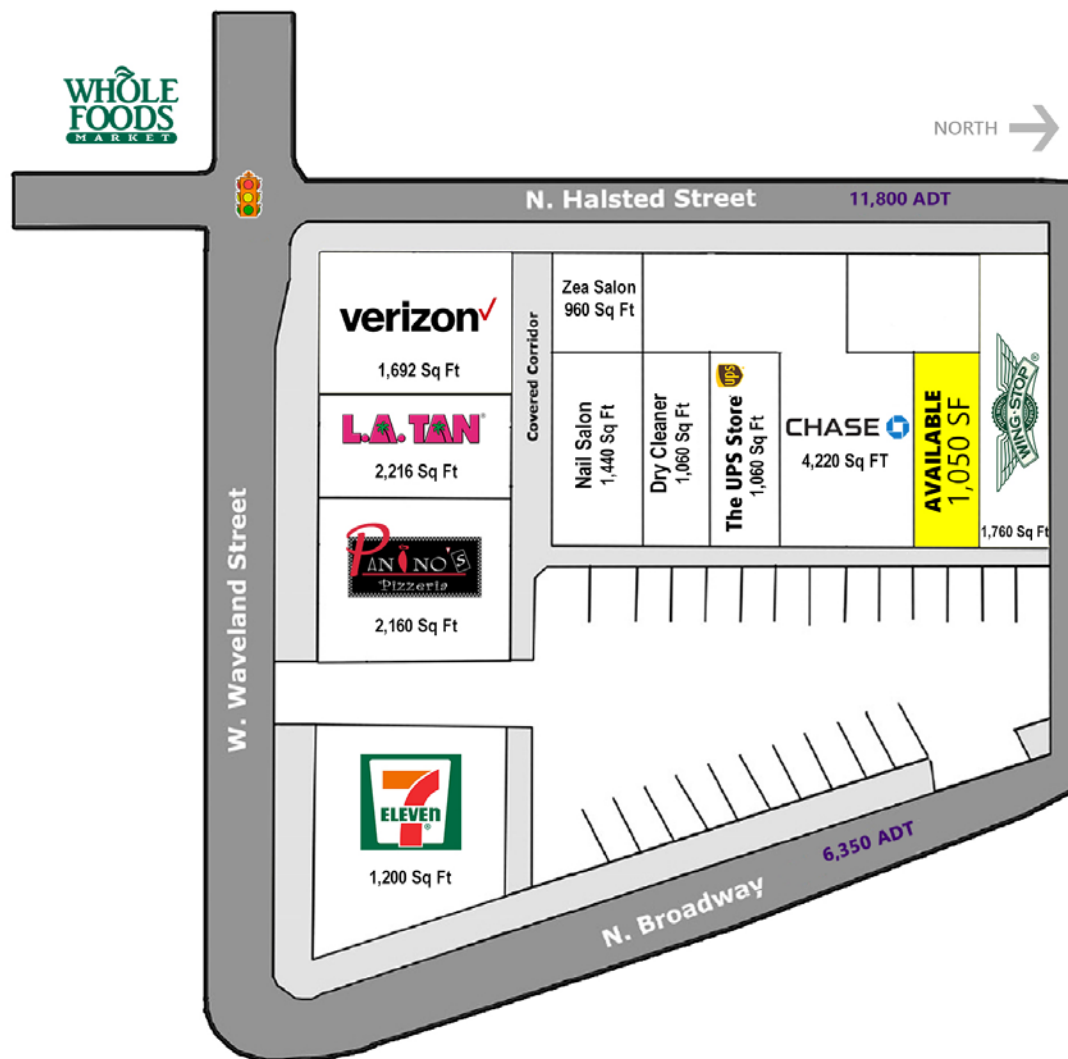 WHOLE
FOODS
MARKET
NORTH
N. Halsted Street
11,800 ADT
verizon
1,692 Sq Ft
L.A. TAN®
2,216 Sq Ft
PANINO'S
Pizzeria
2,160 Sq Ft
Covered Corridor
Zea Salon
960 Sq Ft
Nail Salon
1,440 Sq Ft
Dry Cleaner
1,060 Sq Ft
ups
The UPS Store
1,060 Sq Ft
CHASE
4,220 Sq FT
AVAILABLE
1,050 SF
WING·STOP®
1,760 Sq Ft
W. Waveland Street
7
ELEVEn®
1,200 Sq Ft
6,350 ADT
N. Broadway